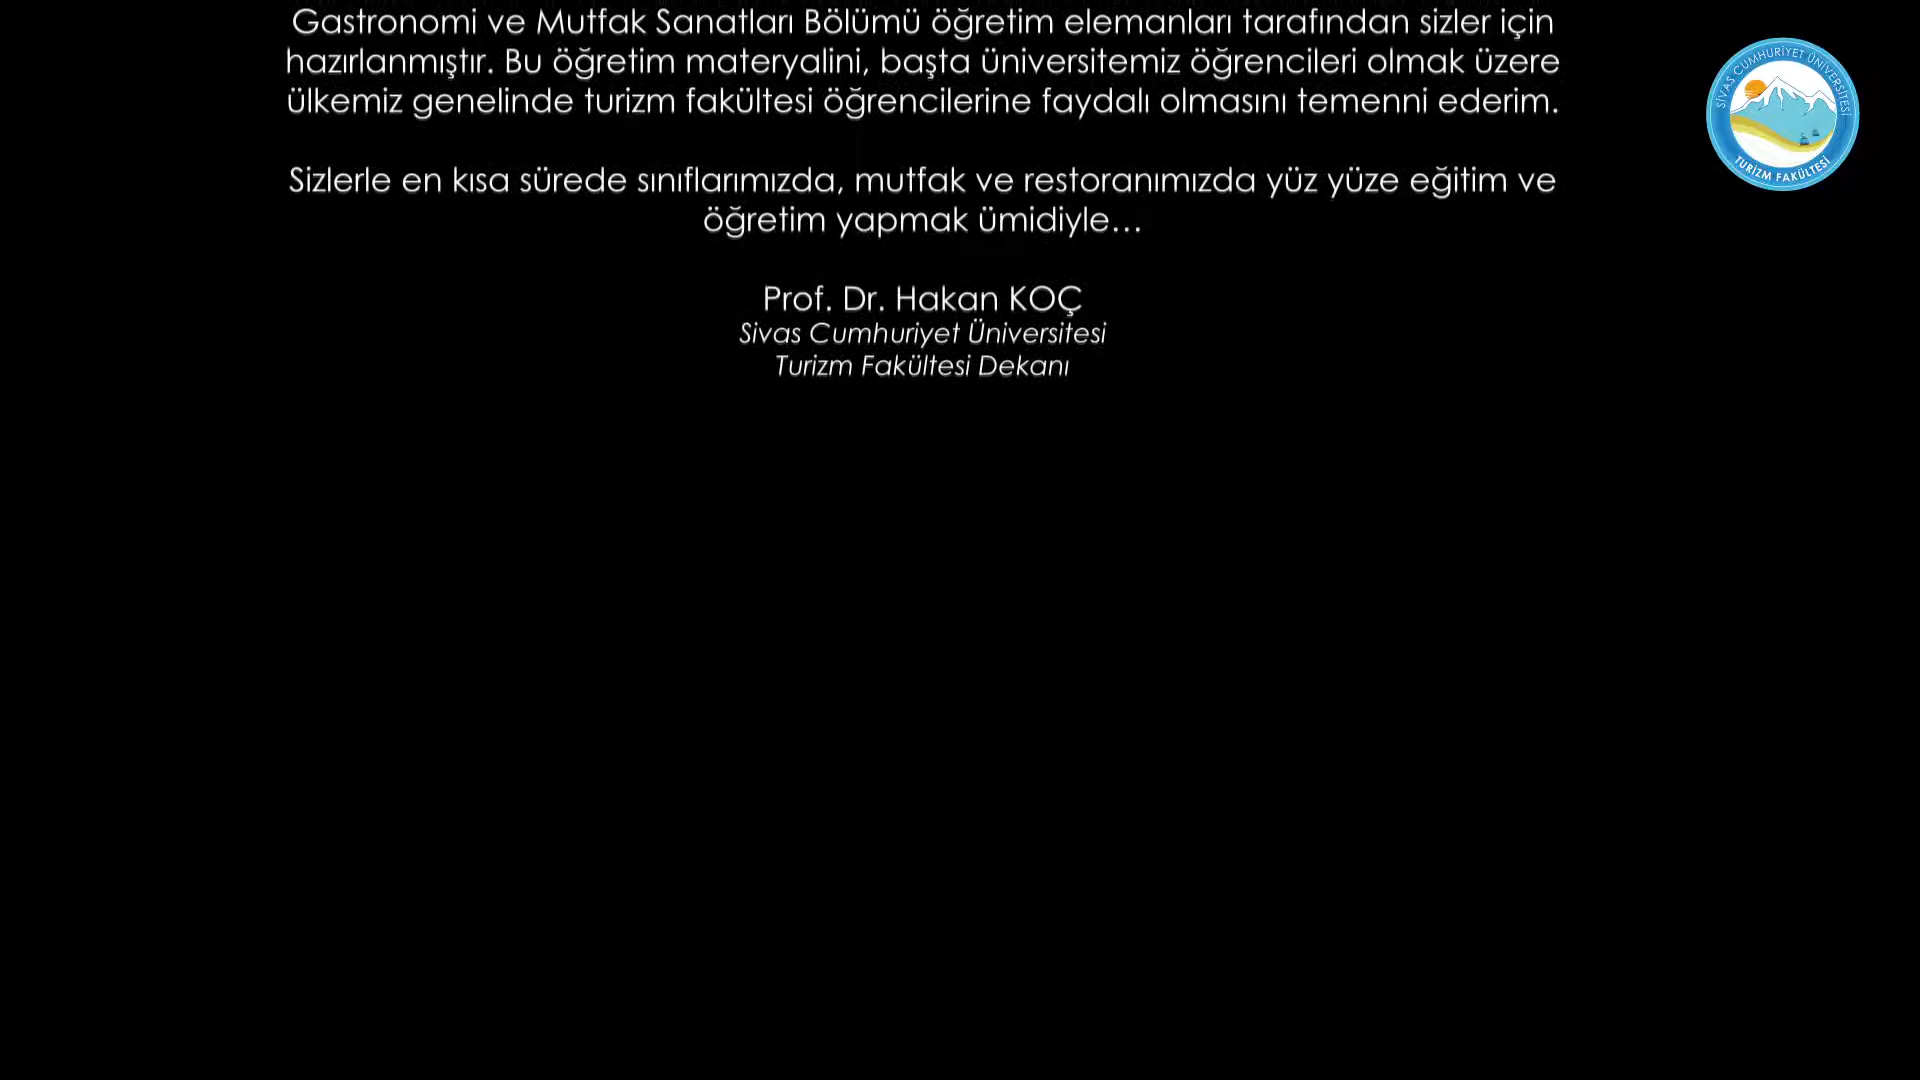 Gastronomi ve Mutfak Sanatları Bölümü öğretim elemanları tarafından sizler için
hazırlanmıştır. Bu öğretim materyalini, başta üniversitemiz öğrencileri olmak üzere
ülkemiz genelinde turizm fakültesi öğrencilerine faydalı olmasını temenni ederim.
Sizlerle en kısa sürede sınıflarımızda, mutfak ve restoranımızda yüz yüze eğitim ve
öğretim yapmak ümidiyle...
Prof. Dr. Hakan KOÇ
Sivas Cumhuriyet Üniversitesi
Turizm Fakültesi Dekanı
SİVAS CUMHURİYET ÜNİVERSİTESİ
TURİZM FAKÜLTESİ